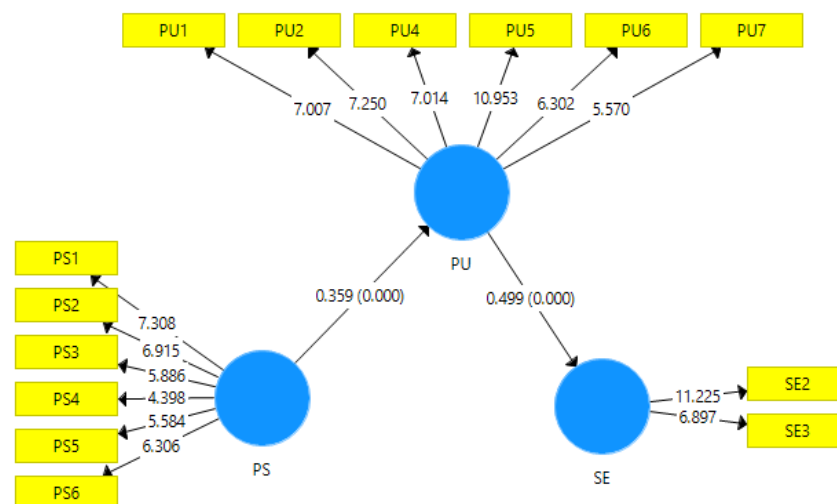 PU1 PU2 PU4 PU5 PU6 PU7
7.007 7.250 7.014 10.953 6.302 5.570
PU
PS1
PS2
PS3
PS4
PS5
PS6
7.308
6.915
5.886
4.398
5.584
6.306
PS
0.359 (0.000)
0.499 (0.000)
SE
11.225
6.897
SE2
SE3